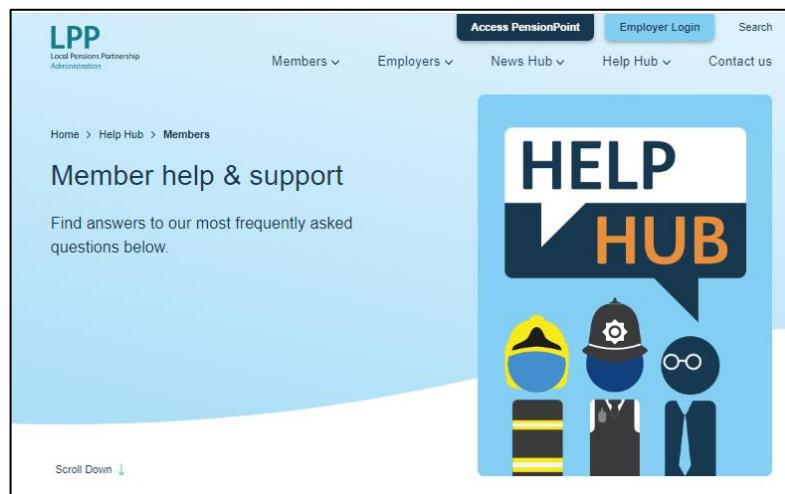 LPP
Local Pensions Partnership
Administration
Access PensionPoint
Employer Login
Search
Members
Employers
News Hub
Help Hub
Contact us
Home > Help Hub > Members
Member help & support
Find answers to our most frequently asked
questions below.
HELP
HUB
Scroll Down ↓